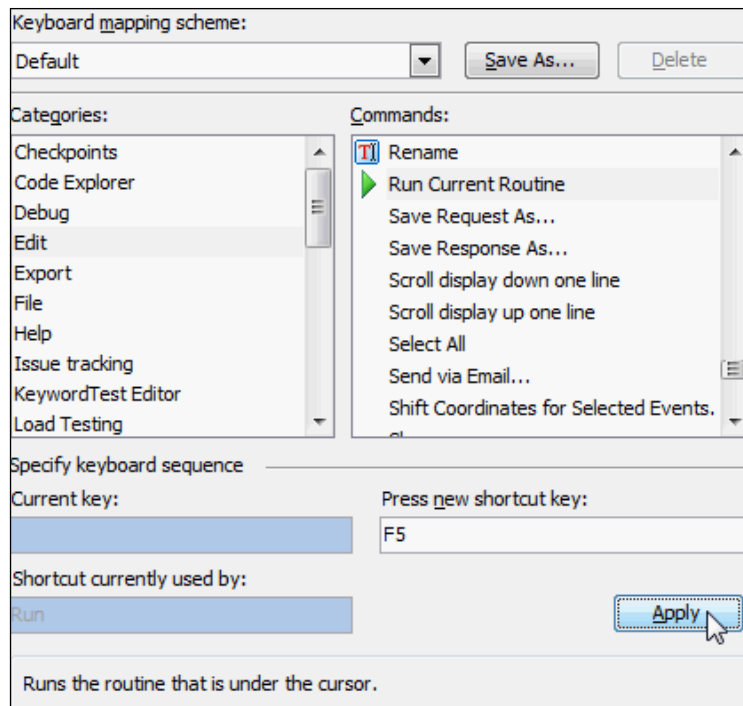 Keyboard mapping scheme:
Default
Save As...
Delete
Categories:
Checkpoints
Code Explorer
Debug
Edit
Export
File
Help
Issue tracking
KeywordTest Editor
Load Testing
Commands:
Rename
Run Current Routine
Save Request As...
Save Response As...
Scroll display down one line
Scroll display up one line
Select All
Send via Email...
Shift Coordinates for Selected Events.
Specify keyboard sequence
Current key:
Press new shortcut key:
F5
Shortcut currently used by:
Run
Apply
Runs the routine that is under the cursor.